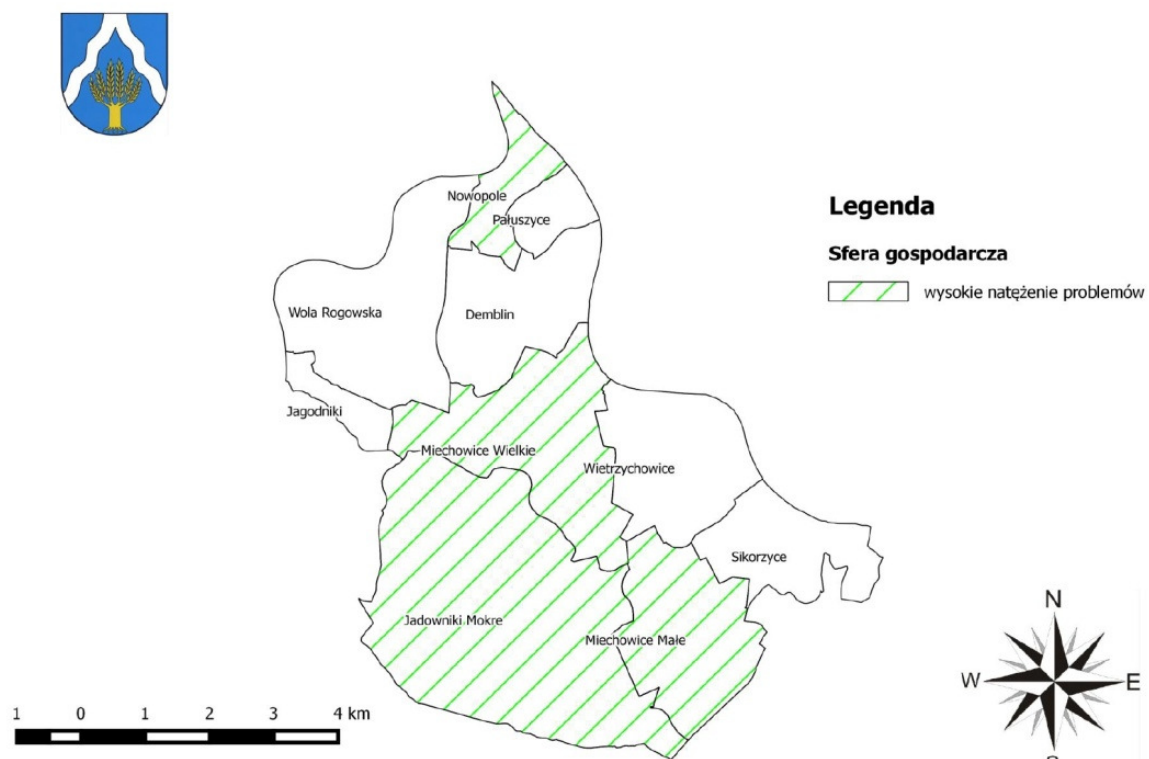 Nowopole
Pałuszyce
Legenda
Sfera gospodarcza
wysokie natężenie problemów
Wola Rogowska
Demblin
Jagodniki
Miechowice Wielkie
Wietrzychowice
Sikorzyce
Jadowniki Mokre
Miechowice Małe
N
W
E
1 0 1 2 3 4 km